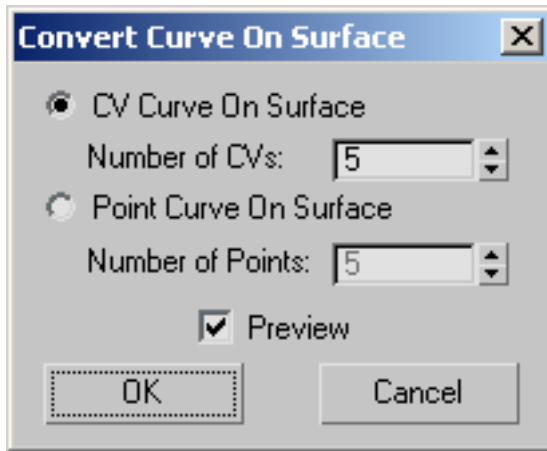 Convert Curve On Surface
CV Curve On Surface
Number of CVs: 5
Point Curve On Surface
Number of Points: 5
Preview
OK Cancel